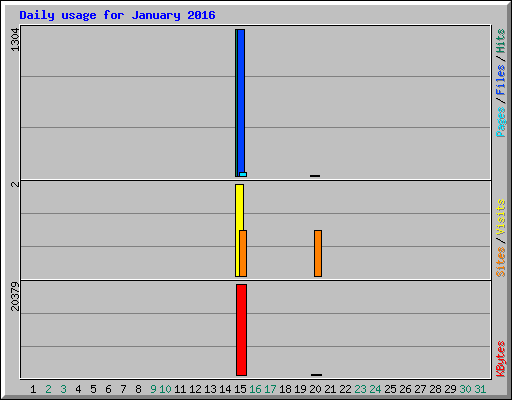 Daily usage for January 2016
1304
Pages/Files/Hits
2
Sites/Visits
20379
KBytes
1 2 3 4 5 6 7 8 9 10 11 12 13 14 15 16 17 18 19 20 21 22 23 24 25 26 27 28 29 30 31